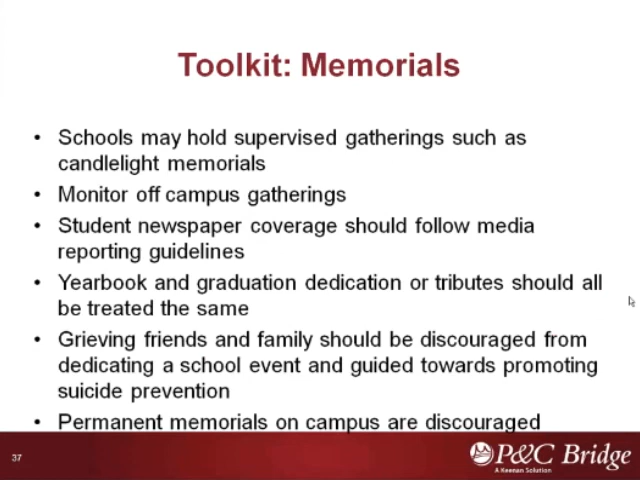 Toolkit: Memorials
• Schools may hold supervised gatherings such as
candlelight memorials
• Monitor off campus gatherings
• Student newspaper coverage should follow media
reporting guidelines
• Yearbook and graduation dedication or tributes should all
be treated the same
• Grieving friends and family should be discouraged from
dedicating a school event and guided towards promoting
suicide prevention
• Permanent memorials on campus are discouraged
37
P&C Bridge
A Keenan Solution